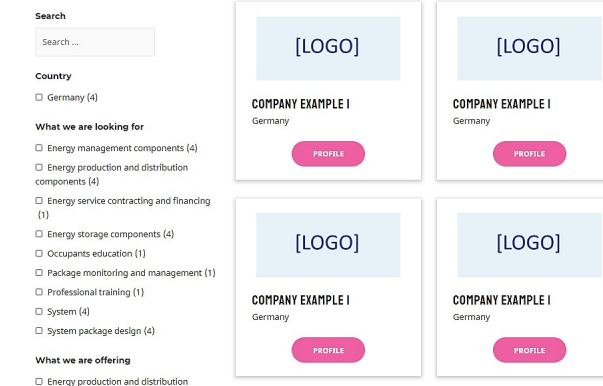 Search
Search ...
Country
Germany (4)
What we are looking for
Energy management components (4)
Energy production and distribution
components (4)
Energy service contracting and financing
(1)
Energy storage components (4)
Occupants education (1)
Package monitoring and management (1)
Professional training (1)
System (4)
System package design (4)
What we are offering
Energy production and distribution
[LOGO]
COMPANY EXAMPLE I
Germany
PROFILE
[LOGO]
COMPANY EXAMPLE I
Germany
PROFILE
[LOGO]
COMPANY EXAMPLE I
Germany
PROFILE
[LOGO]
COMPANY EXAMPLE I
Germany
PROFILE